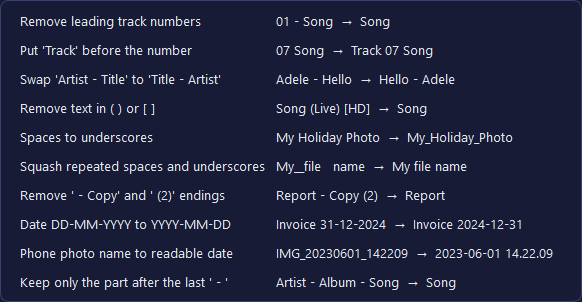 Remove leading track numbers 01 - Song → Song
Put 'Track' before the number 07 Song → Track 07 Song
Swap 'Artist - Title' to 'Title - Artist' Adele - Hello → Hello - Adele
Remove text in ( ) or [ ] Song (Live) [HD] → Song
Spaces to underscores My Holiday Photo → My_Holiday_Photo
Squash repeated spaces and underscores My__file   name → My file name
Remove ' - Copy' and ' (2)' endings Report - Copy (2) → Report
Date DD-MM-YYYY to YYYY-MM-DD Invoice 31-12-2024 → Invoice 2024-12-31
Phone photo name to readable date IMG_20230601_142209 → 2023-06-01 14.22.09
Keep only the part after the last ' - ' Artist - Album - Song → Song